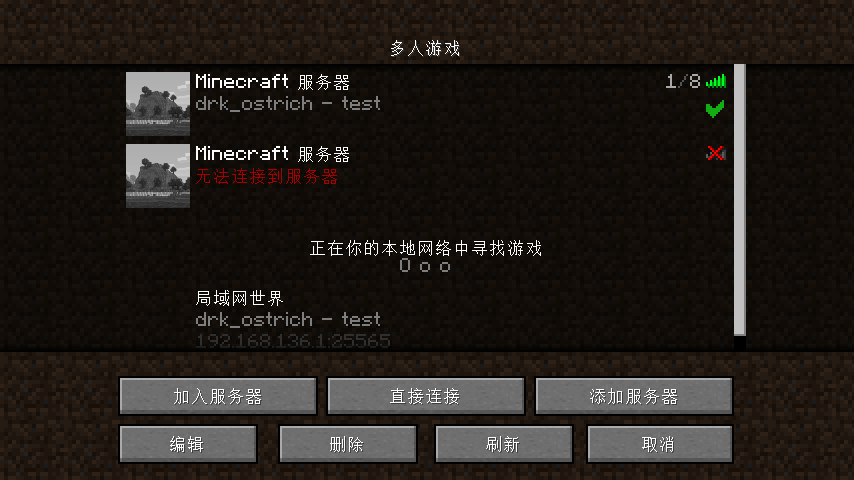 多人游戏
Minecraft 服务器
1/8
drk_ostrich - test
Minecraft 服务器
无法连接到服务器
正在你的本地网络中寻找游戏
O o o
局域网世界
drk_ostrich - test
192.168.136.1:25565
加入服务器
直接连接
添加服务器
编辑
删除
刷新
取消